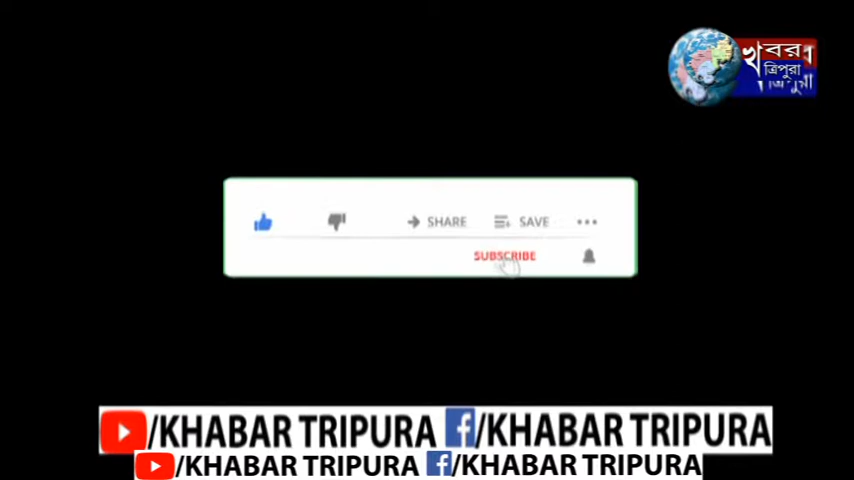 খবর
ত্রিপুরা
SHARE SAVE
SUBSCRIBE
/KHABAR TRIPURA /KHABAR TRIPURA
/KHABAR TRIPURA /KHABAR TRIPURA